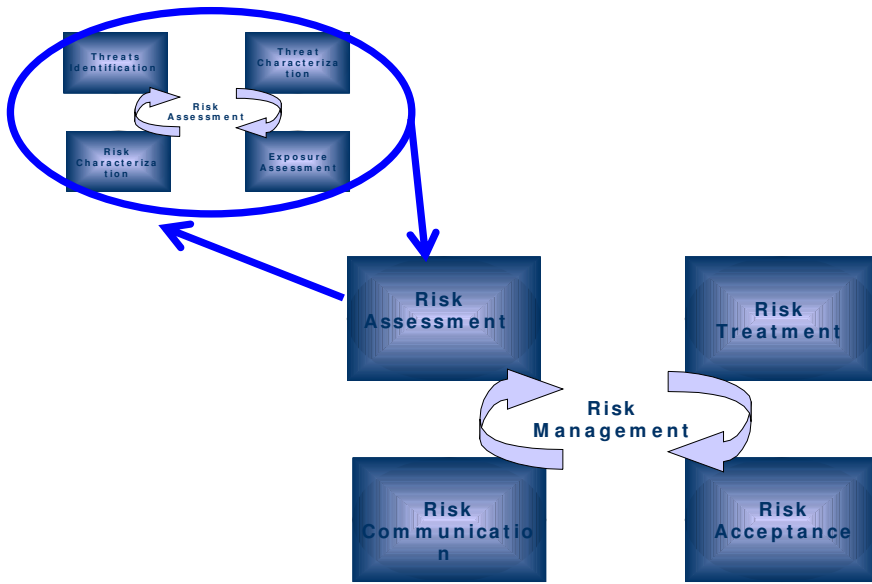 Threats
Identification
Threat
Characteriza
tion
Risk
Assessment
Risk
Characteriza
tion
Exposure
Assessment
Risk
Assessment
Risk
Treatment
Risk
Management
Risk
Communicatio
n
Risk
Acceptance